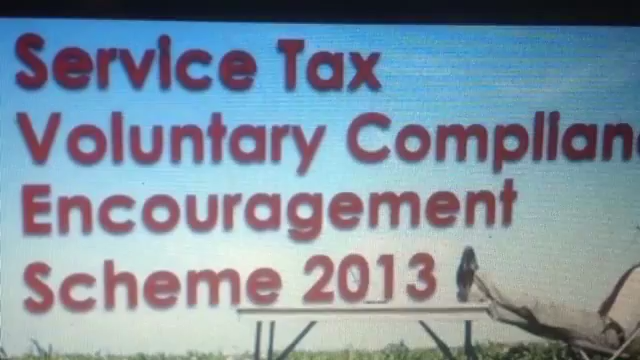 Service Tax
Voluntary Complian
Encouragement
Scheme 2013